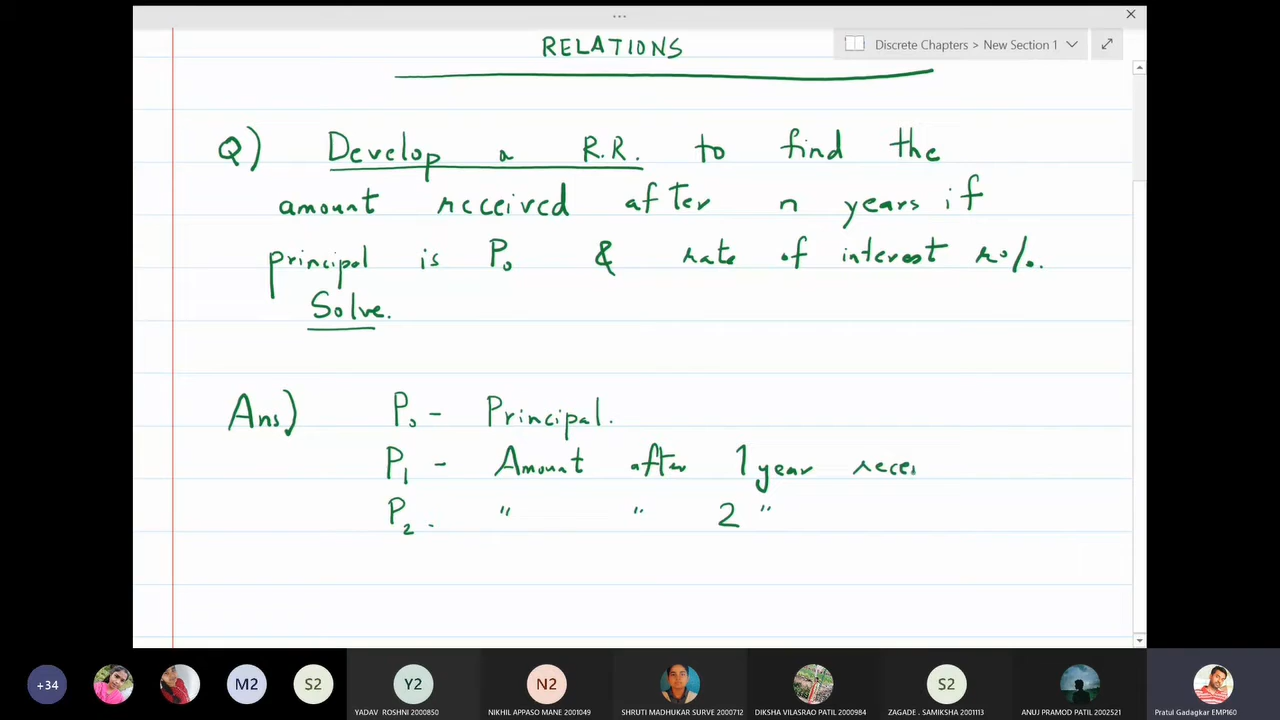 ...
Discrete Chapters > New Section 1
RELATIONS
Q) Develop a R.R. to find the
amount received after n years if
principal is P₀ & rate of interest r%.
Solve.
Ans) P₀ - Principal.
P₁ - Amount after 1 year recei
P₂ . " " 2 "
+34
M2
S2
Y2
N2
S2
YADAV ROSHNI 2000850
NIKHIL APPASO MANE 2001049
SHRUTI MADHUKAR SURVE 2000712
DIKSHA VILASRAO PATIL 2000984
ZAGADE . SAMIKSHA 2001113
ANUJ PRAMOD PATIL 2002521
Pratul Gadagkar EMP160